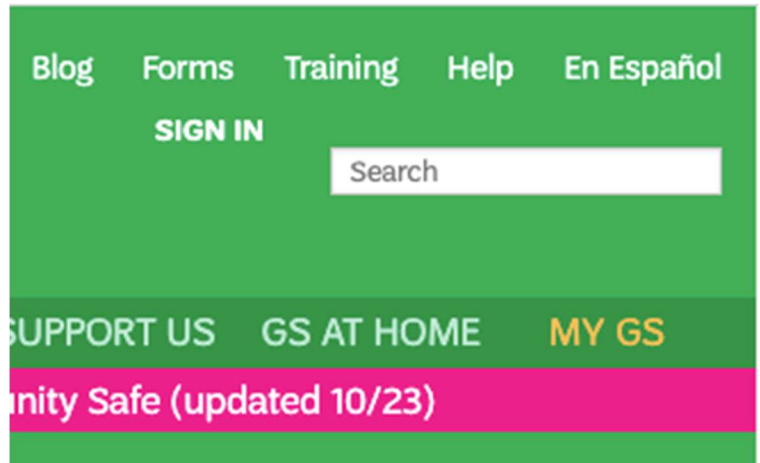 Blog Forms Training Help En Español
SIGN IN
Search
SUPPORT US GS AT HOME MY GS
Safe (updated 10/23)